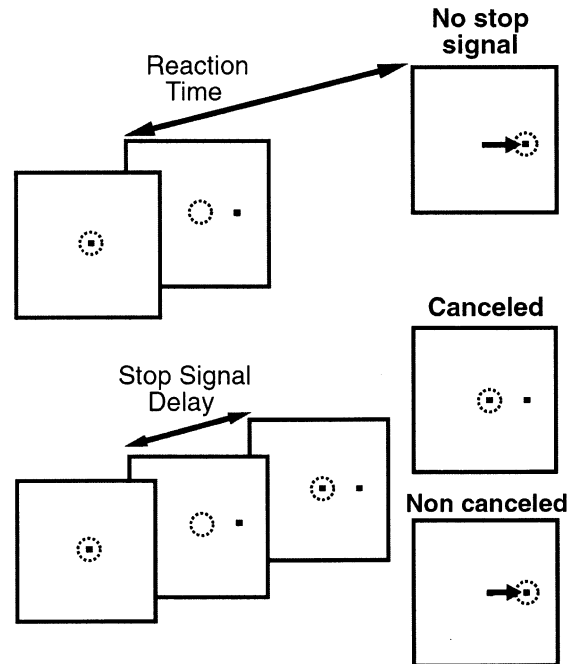 No stop
signal
Reaction
Time
Canceled
Stop Signal
Delay
Non canceled